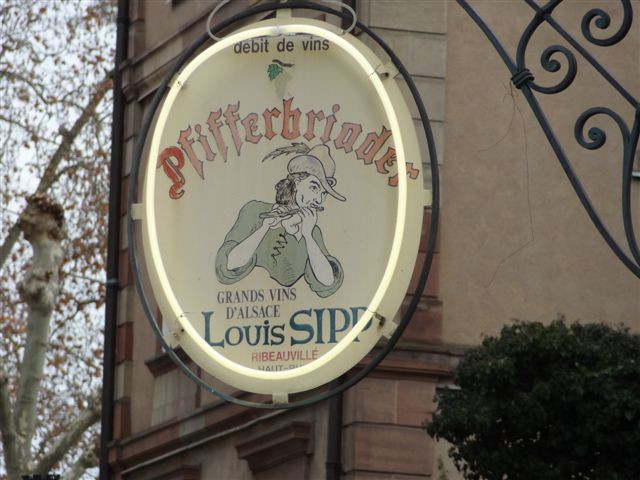 débit de vins
Pfifferbriader
GRANDS VINS
D'ALSACE
Louis SIPP
RIBEAUVILLÉ